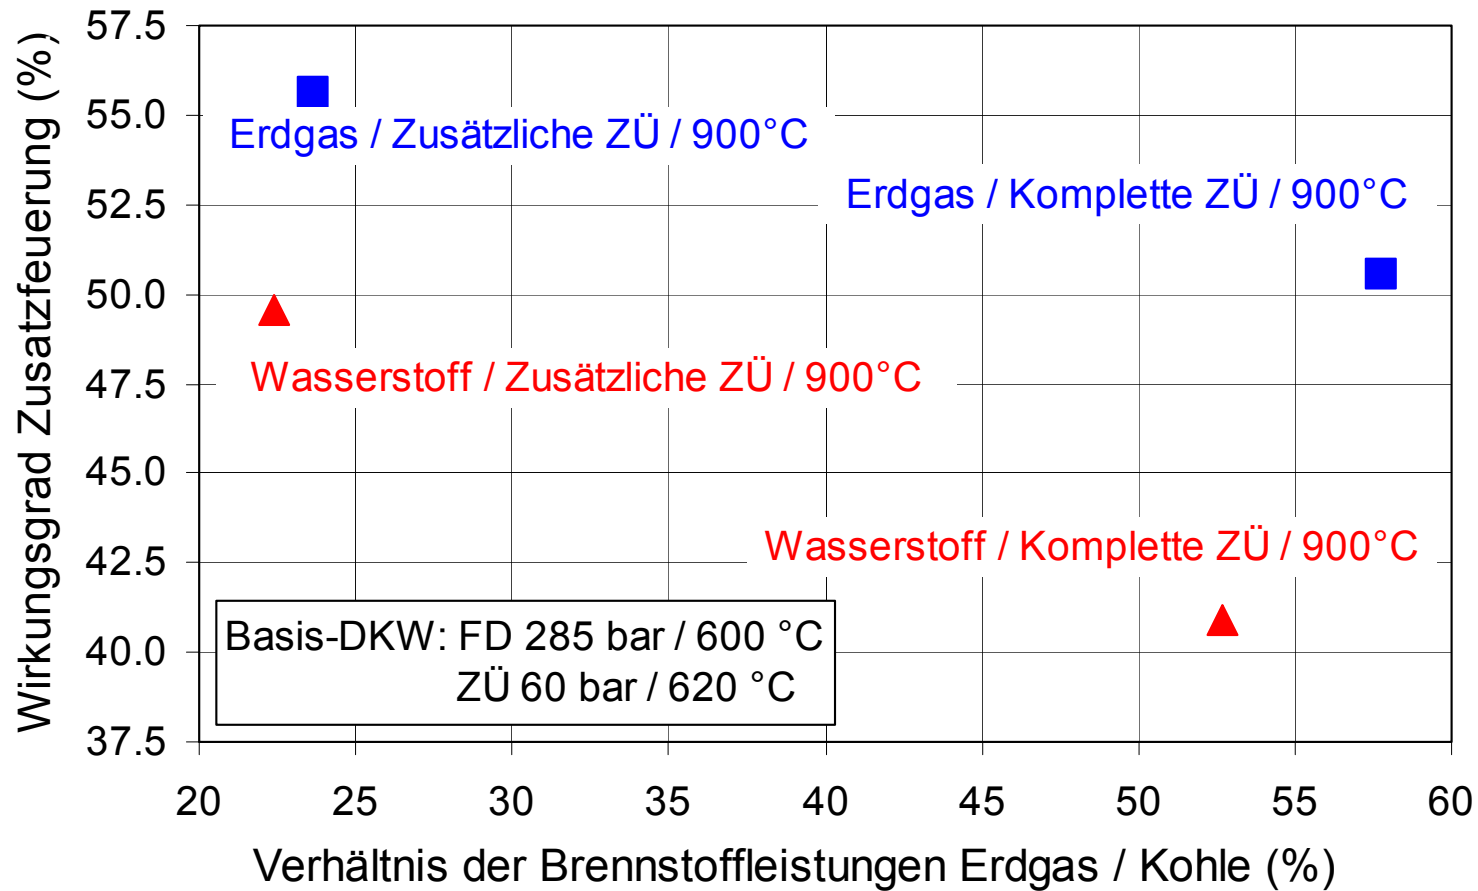 Wirkungsgrad Zusatzfeuerung (%)
57.5
55.0
52.5
50.0
47.5
45.0
42.5
40.0
37.5
Erdgas / Zusätzliche ZÜ / 900°C
Erdgas / Komplette ZÜ / 900°C
Wasserstoff / Zusätzliche ZÜ / 900°C
Wasserstoff / Komplette ZÜ / 900°C
Basis-DKW: FD 285 bar / 600 °C
ZÜ 60 bar / 620 °C
20 25 30 35 40 45 50 55 60
Verhältnis der Brennstoffleistungen Erdgas / Kohle (%)